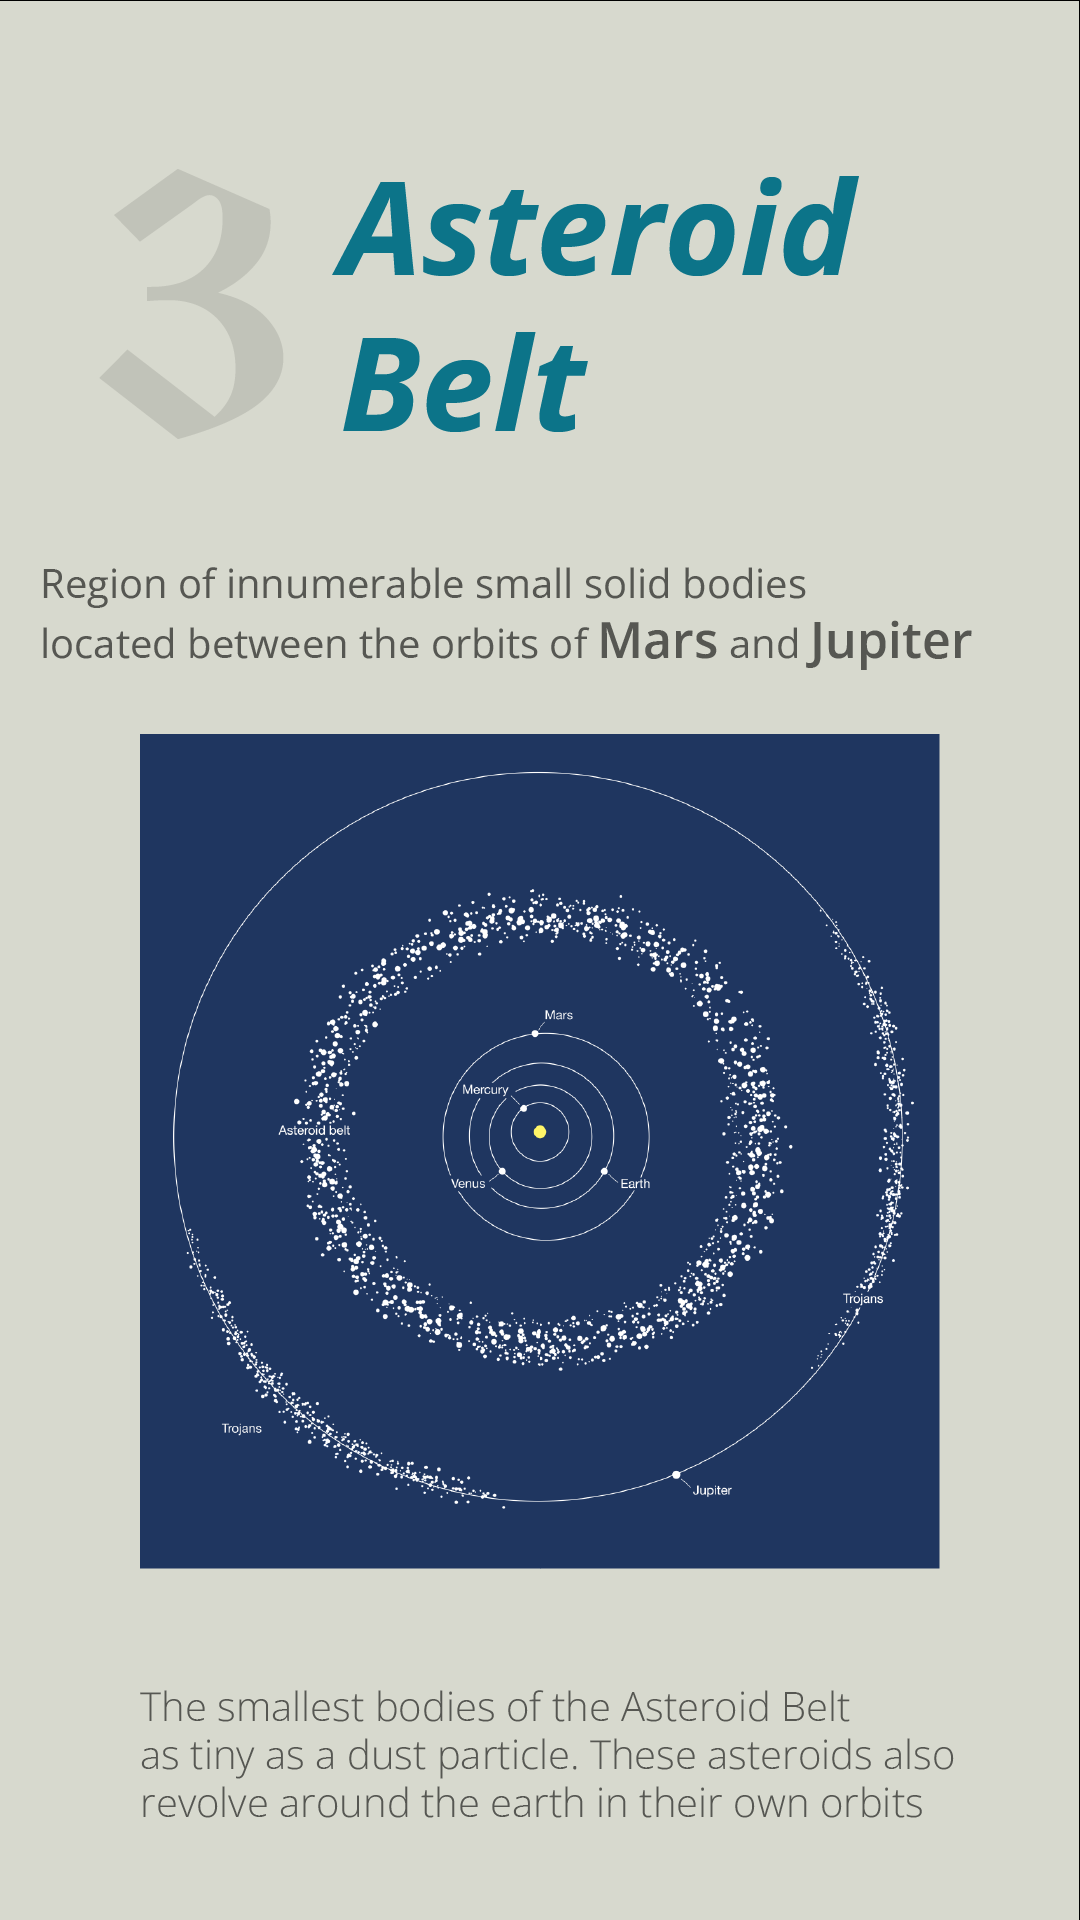 3
Asteroid
Belt
Region of innumerable small solid bodies
located between the orbits of Mars and Jupiter
Mars
Mercury
Asteroid belt
Venus
Earth
Trojans
Trojans
Jupiter
The smallest bodies of the Asteroid Belt
as tiny as a dust particle. These asteroids also
revolve around the earth in their own orbits